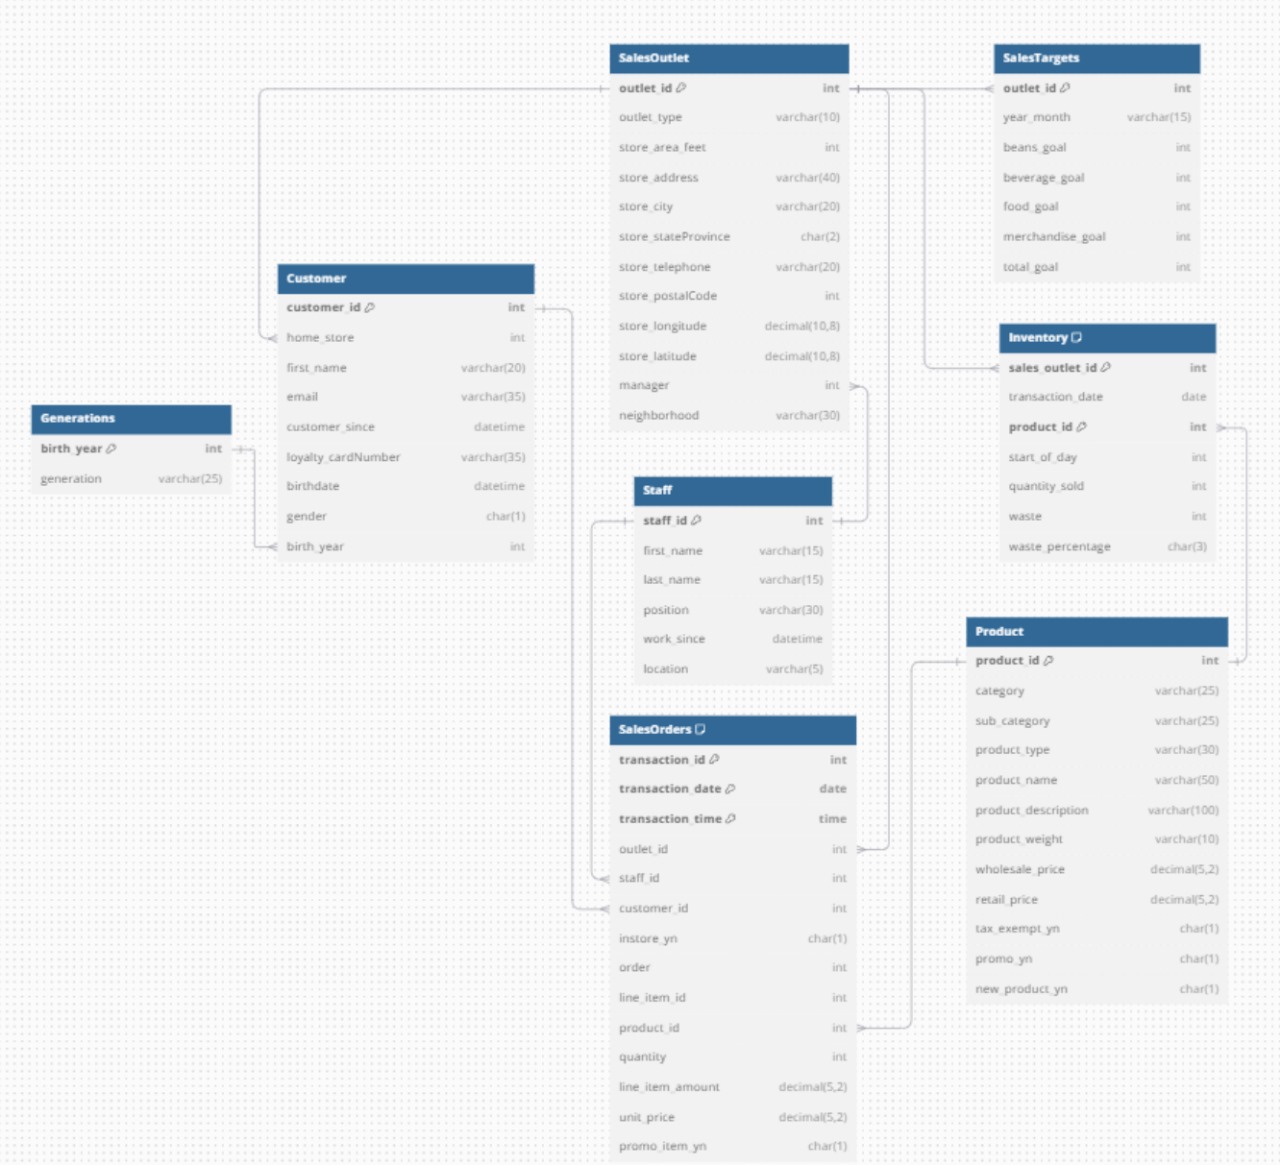 SalesOutlet
outlet_id int
outlet_type varchar(10)
store_area_feet int
store_address varchar(40)
store_city varchar(20)
store_stateProvince char(2)
store_telephone varchar(20)
store_postalCode int
store_longitude decimal(10,8)
store_latitude decimal(10,8)
manager int
neighborhood varchar(30)
SalesTargets
outlet_id int
year_month varchar(15)
beans_goal int
beverage_goal int
food_goal int
merchandise_goal int
total_goal int
Customer
customer_id int
home_store int
first_name varchar(20)
email varchar(35)
customer_since datetime
loyalty_cardNumber varchar(35)
birthdate datetime
gender char(1)
birth_year int
Inventory
sales_outlet_id int
transaction_date date
product_id int
start_of_day int
quantity_sold int
waste int
waste_percentage char(3)
Generations
birth_year int
generation varchar(25)
Staff
staff_id int
first_name varchar(15)
last_name varchar(15)
position varchar(30)
work_since datetime
location varchar(5)
Product
product_id int
category varchar(25)
sub_category varchar(25)
product_type varchar(30)
product_name varchar(50)
product_description varchar(100)
product_weight varchar(10)
wholesale_price decimal(5,2)
retail_price decimal(5,2)
tax_exempt_yn char(1)
promo_yn char(1)
new_product_yn char(1)
SalesOrders
transaction_id int
transaction_date date
transaction_time time
outlet_id int
staff_id int
customer_id int
instore_yn char(1)
order int
line_item_id int
product_id int
quantity int
line_item_amount decimal(5,2)
unit_price decimal(5,2)
promo_item_yn char(1)